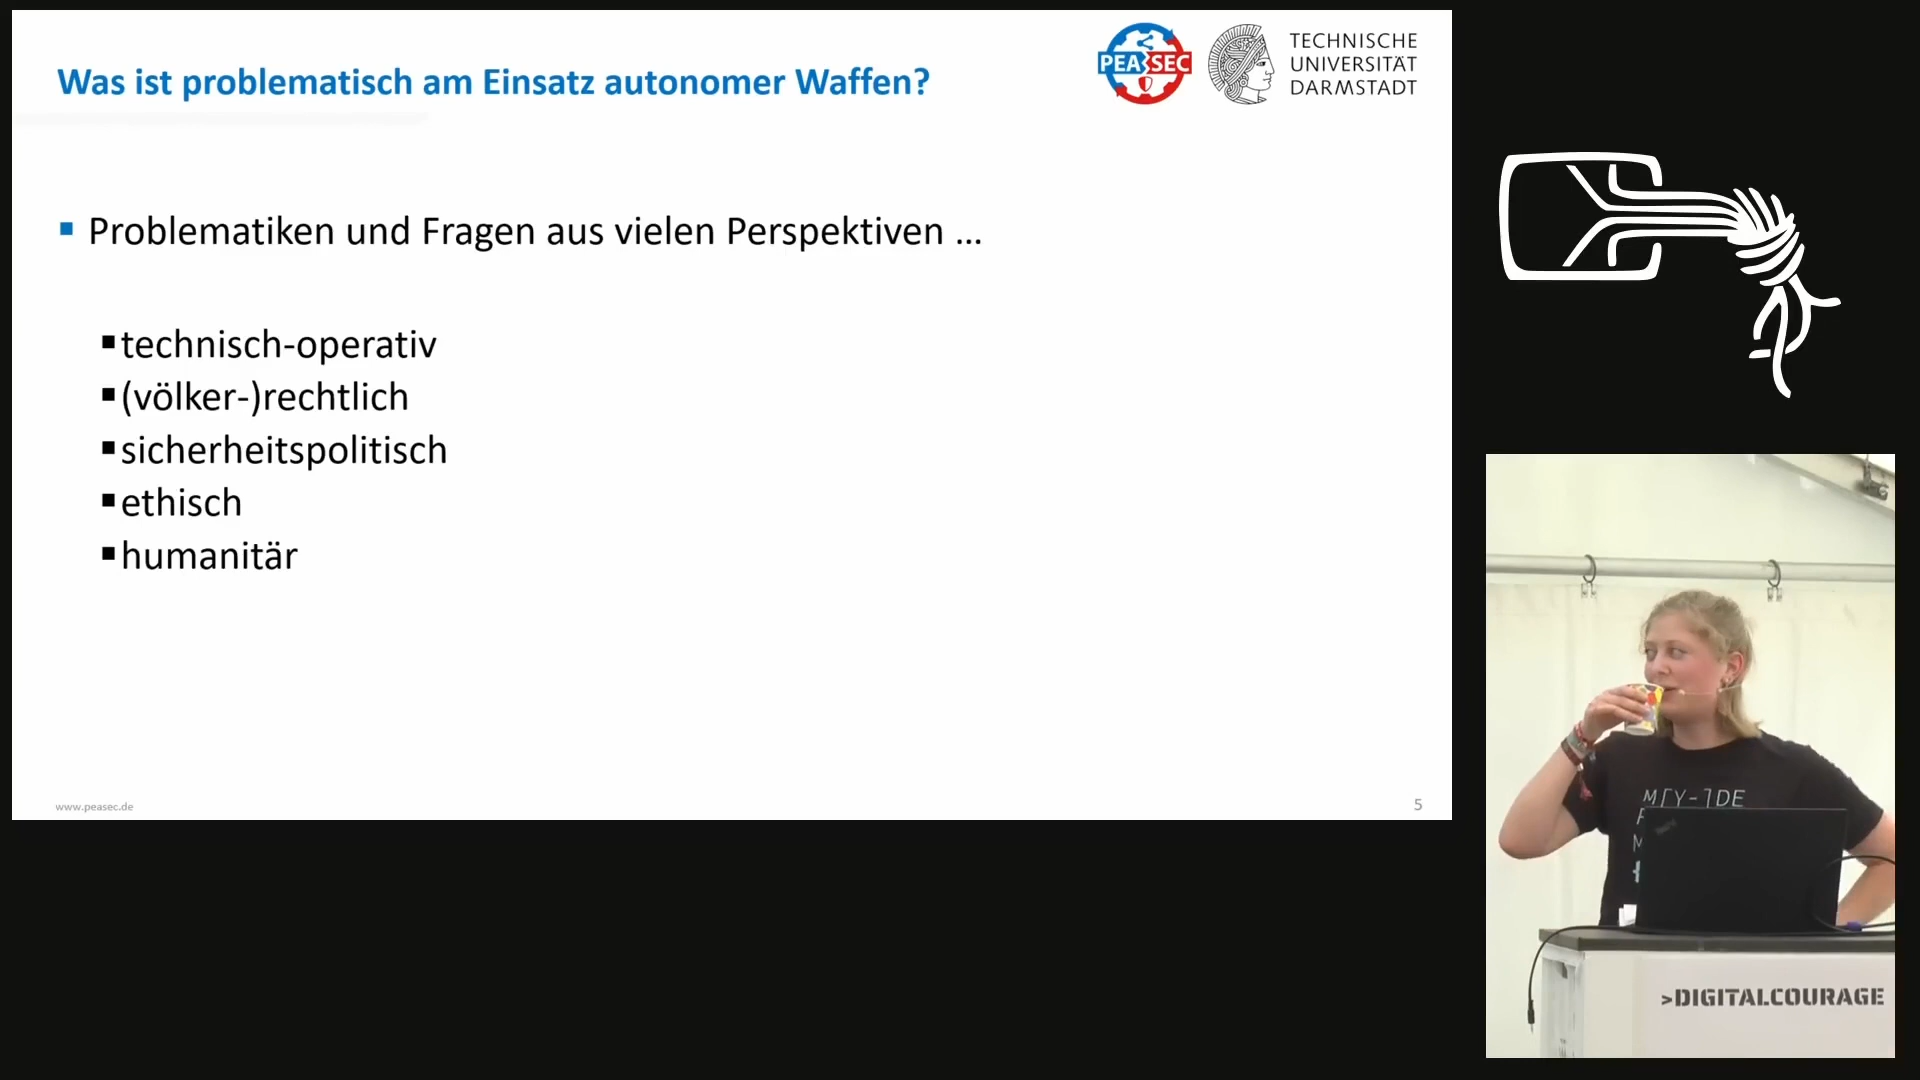 Was ist problematisch am Einsatz autonomer Waffen?
PEASEC
TECHNISCHE
UNIVERSITÄT
DARMSTADT
▪ Problematiken und Fragen aus vielen Perspektiven ...
▪ technisch-operativ
▪ (völker-)rechtlich
▪ sicherheitspolitisch
▪ ethisch
▪ humanitär
www.peasec.de
5
ThinkPad
>DIGITALCOURAGE